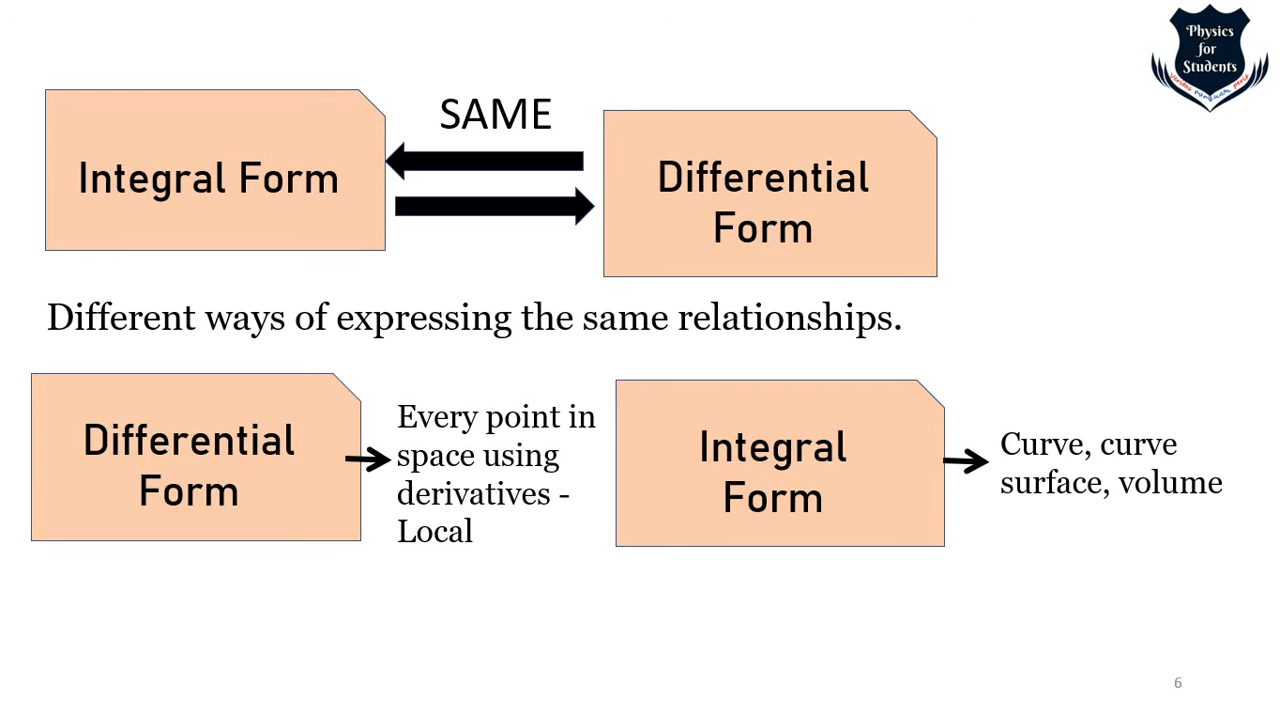 Physics
for
Students
SAME
Integral Form
Differential
Form
Different ways of expressing the same relationships.
Differential
Form
Every point in
space using
derivatives -
Local
Integral
Form
Curve, curve
surface, volume
6